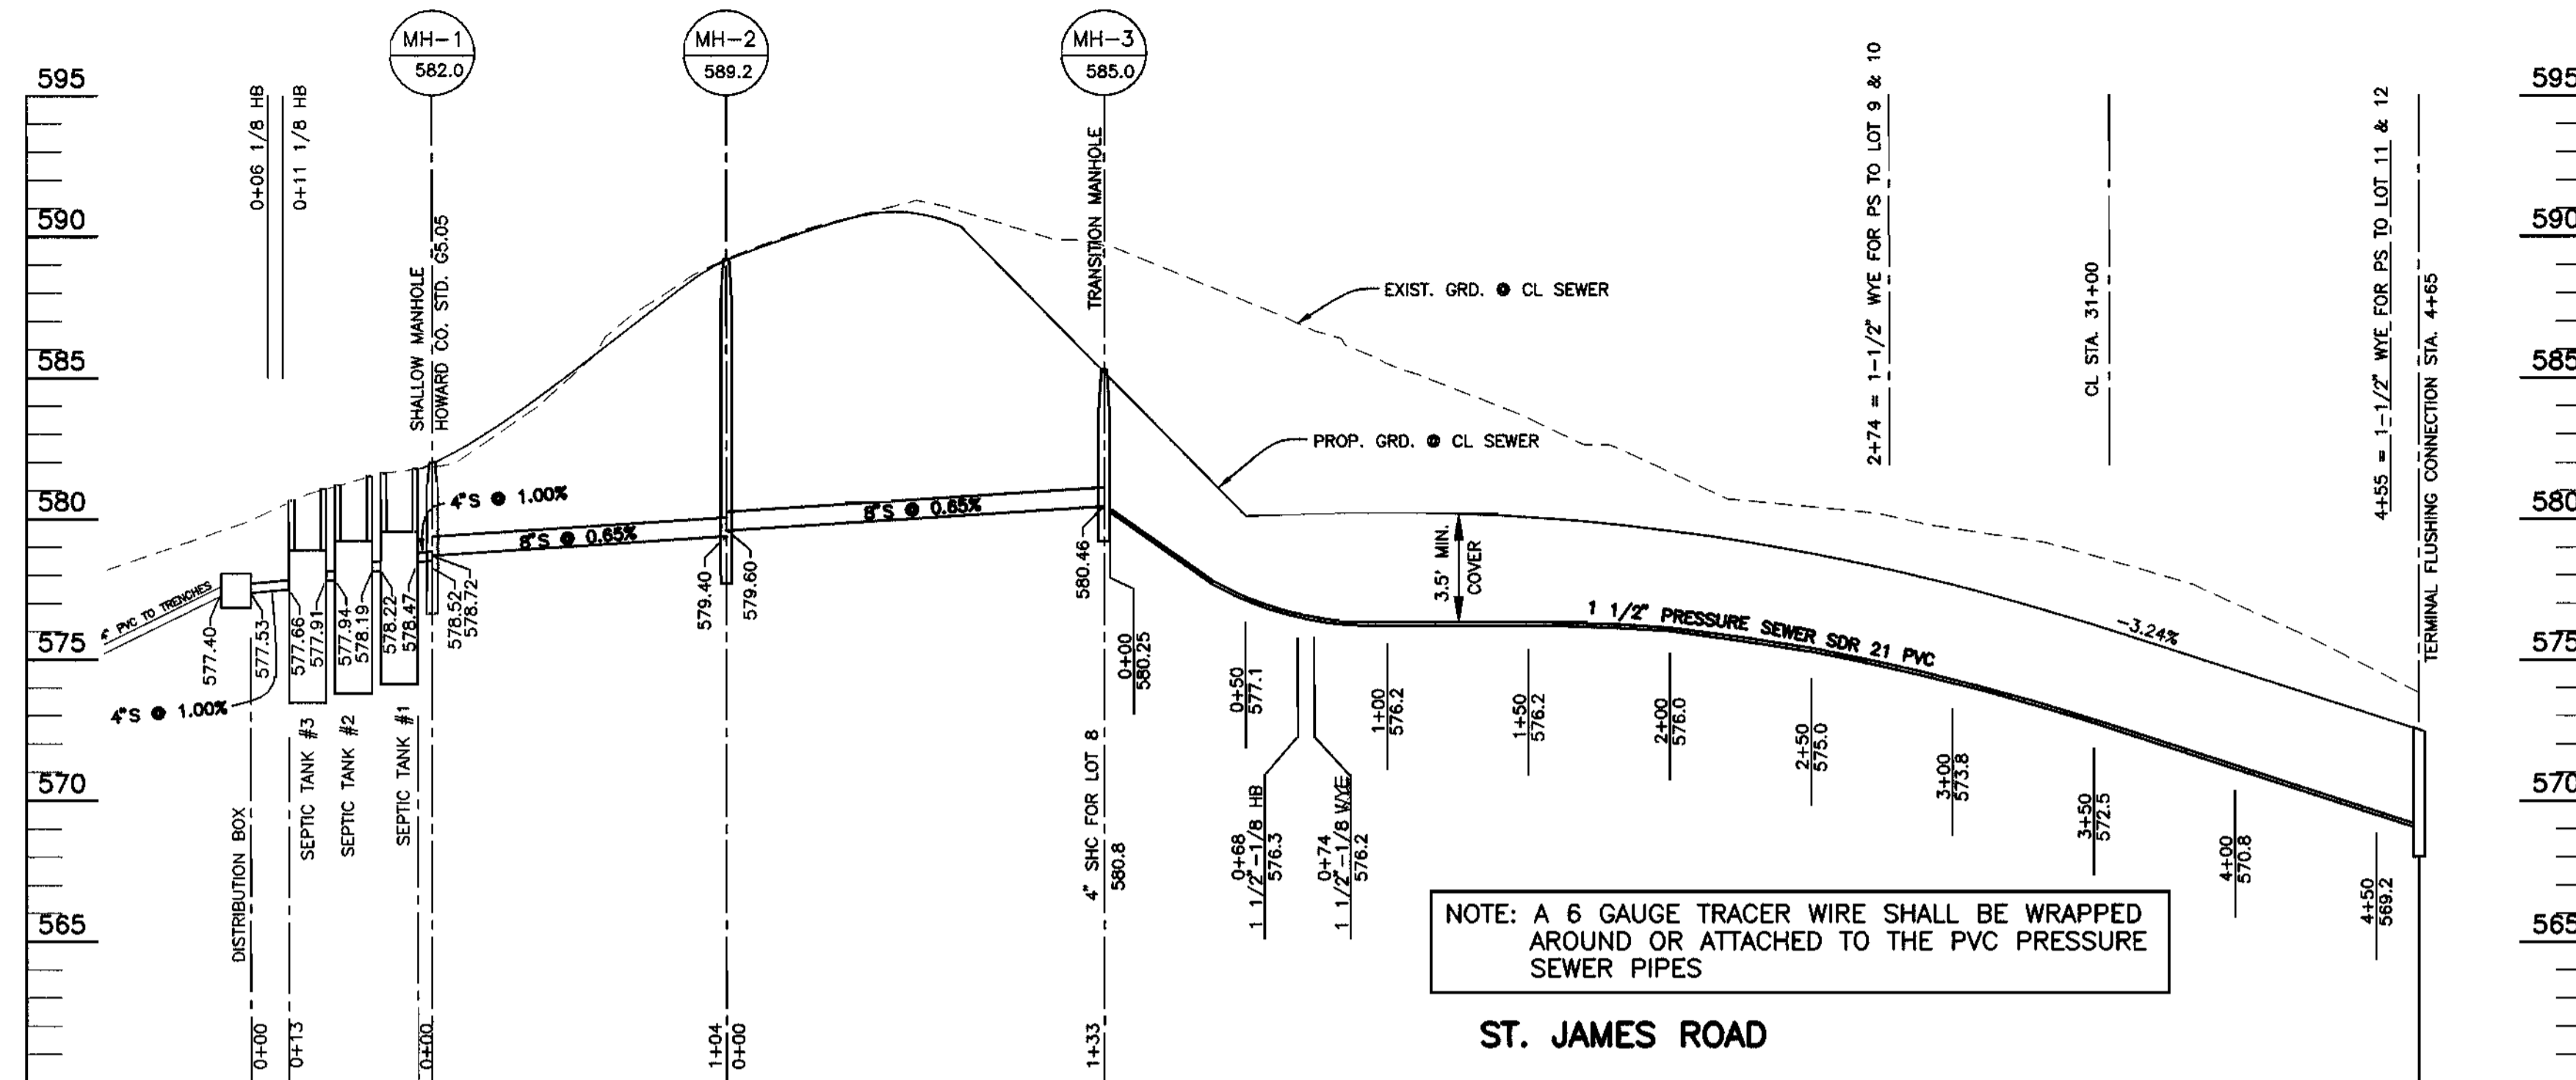 MH-1
582.0
MH-2
589.2
MH-3
585.0
595
590
585
580
575
570
565
595
590
585
580
575
570
565
0+06 1/8 HB
0+11 1/8 HB
SHALLOW MANHOLE
HOWARD CO. STD. G5.05
TRANSITION MANHOLE
2+74 = 1-1/2" WYE FOR PS TO LOT 9 & 10
CL STA. 31+00
4+55 = 1-1/2" WYE FOR PS TO LOT 11 & 12
TERMINAL FLUSHING CONNECTION STA. 4+65
EXIST. GRD. @ CL SEWER
PROP. GRD. @ CL SEWER
4"S @ 1.00%
8"S @ 0.65%
8"S @ 0.65%
3.5' MIN.
COVER
1 1/2" PRESSURE SEWER SDR 21 PVC
-3.24%
4" PVC TO TRENCHES
577.40
577.53
577.66
577.91
577.94
578.19
578.22
578.47
578.52
578.72
579.40
579.60
580.46
0+00
580.25
4"S @ 1.00%
DISTRIBUTION BOX
SEPTIC TANK #3
SEPTIC TANK #2
SEPTIC TANK #1
4" SHC FOR LOT 8
580.8
0+50
577.1
0+68
1 1/2"-1/8 HB
576.3
0+74
1 1/2"-1/8 WYE
576.2
1+00
576.2
1+50
576.2
2+00
576.0
2+50
575.0
3+00
573.8
3+50
572.5
4+00
570.8
4+50
569.2
NOTE: A 6 GAUGE TRACER WIRE SHALL BE WRAPPED
AROUND OR ATTACHED TO THE PVC PRESSURE
SEWER PIPES
ST. JAMES ROAD
0+00
0+13
0+00
1+04
0+00
1+33